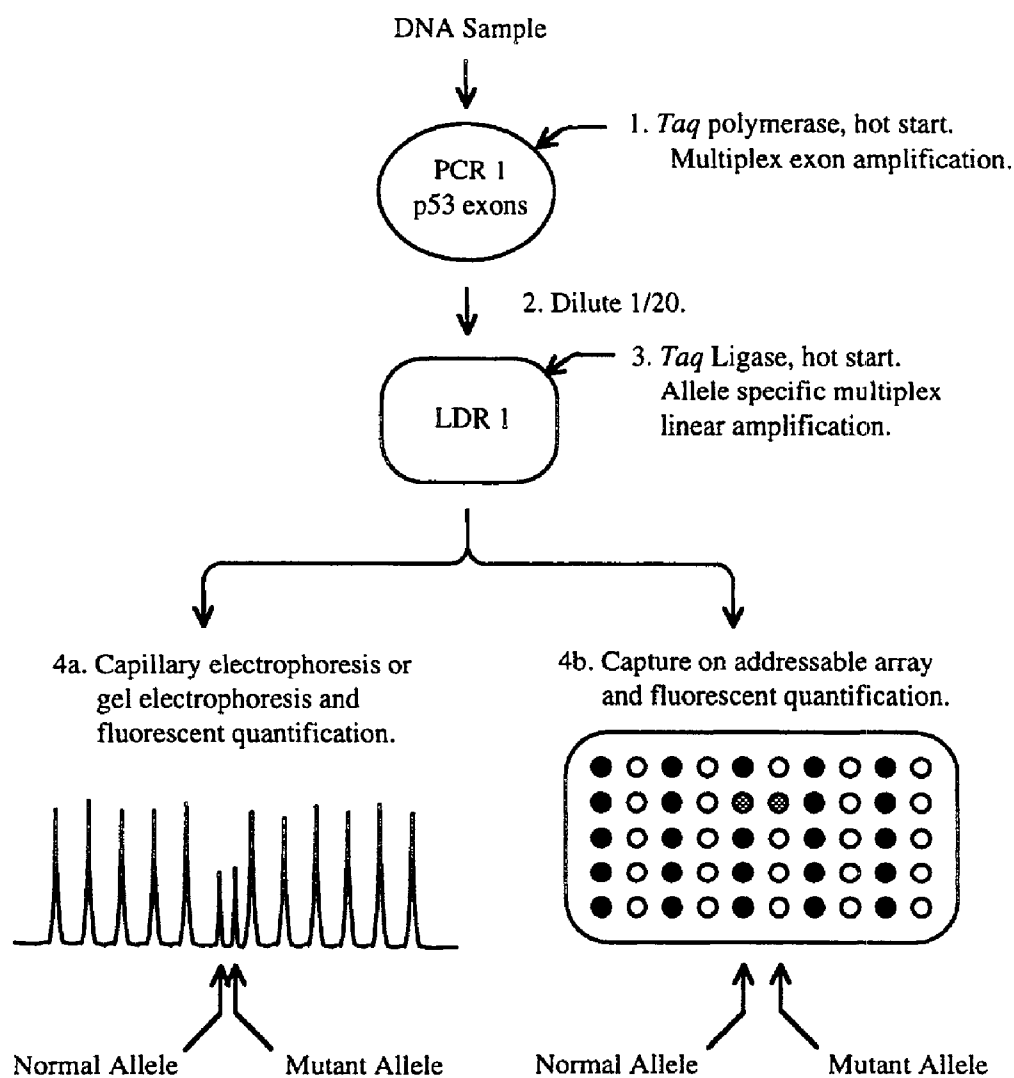 DNA Sample
1. Taq polymerase, hot start.
Multiplex exon amplification.
PCR 1
p53 exons
2. Dilute 1/20.
3. Taq Ligase, hot start.
Allele specific multiplex
linear amplification.
LDR 1
4a. Capillary electrophoresis or
gel electrophoresis and
fluorescent quantification.
4b. Capture on addressable array
and fluorescent quantification.
Normal Allele
Mutant Allele
Normal Allele
Mutant Allele